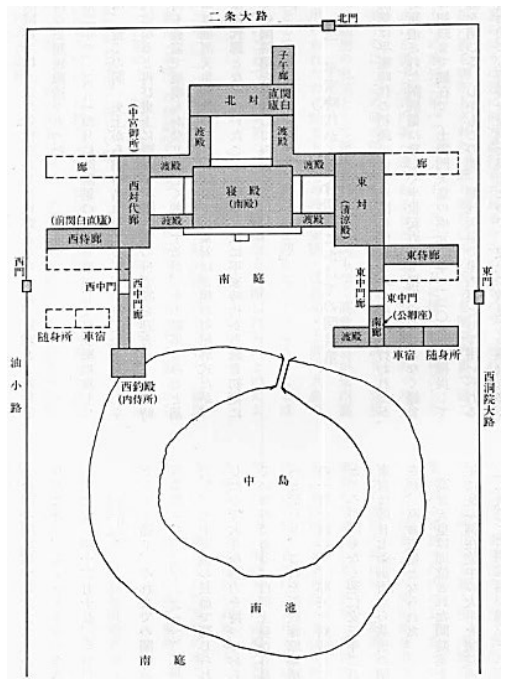 二条大路
北門
子午廊
北対
関白
直廬
渡殿
渡殿
(中宮御所)
廊
渡殿
渡殿
廊
西対代廊
寝殿
(南殿)
東対
(清涼殿)
(前関白直廬)
渡殿
渡殿
西侍廊
東侍廊
西門
南庭
東門
西中門
西中門廊
東中門廊
東中門
(公卿座)
南廊
随身所
車宿
渡殿
車宿
随身所
油小路
西釣殿
(内侍所)
西洞院大路
中島
南池
南庭